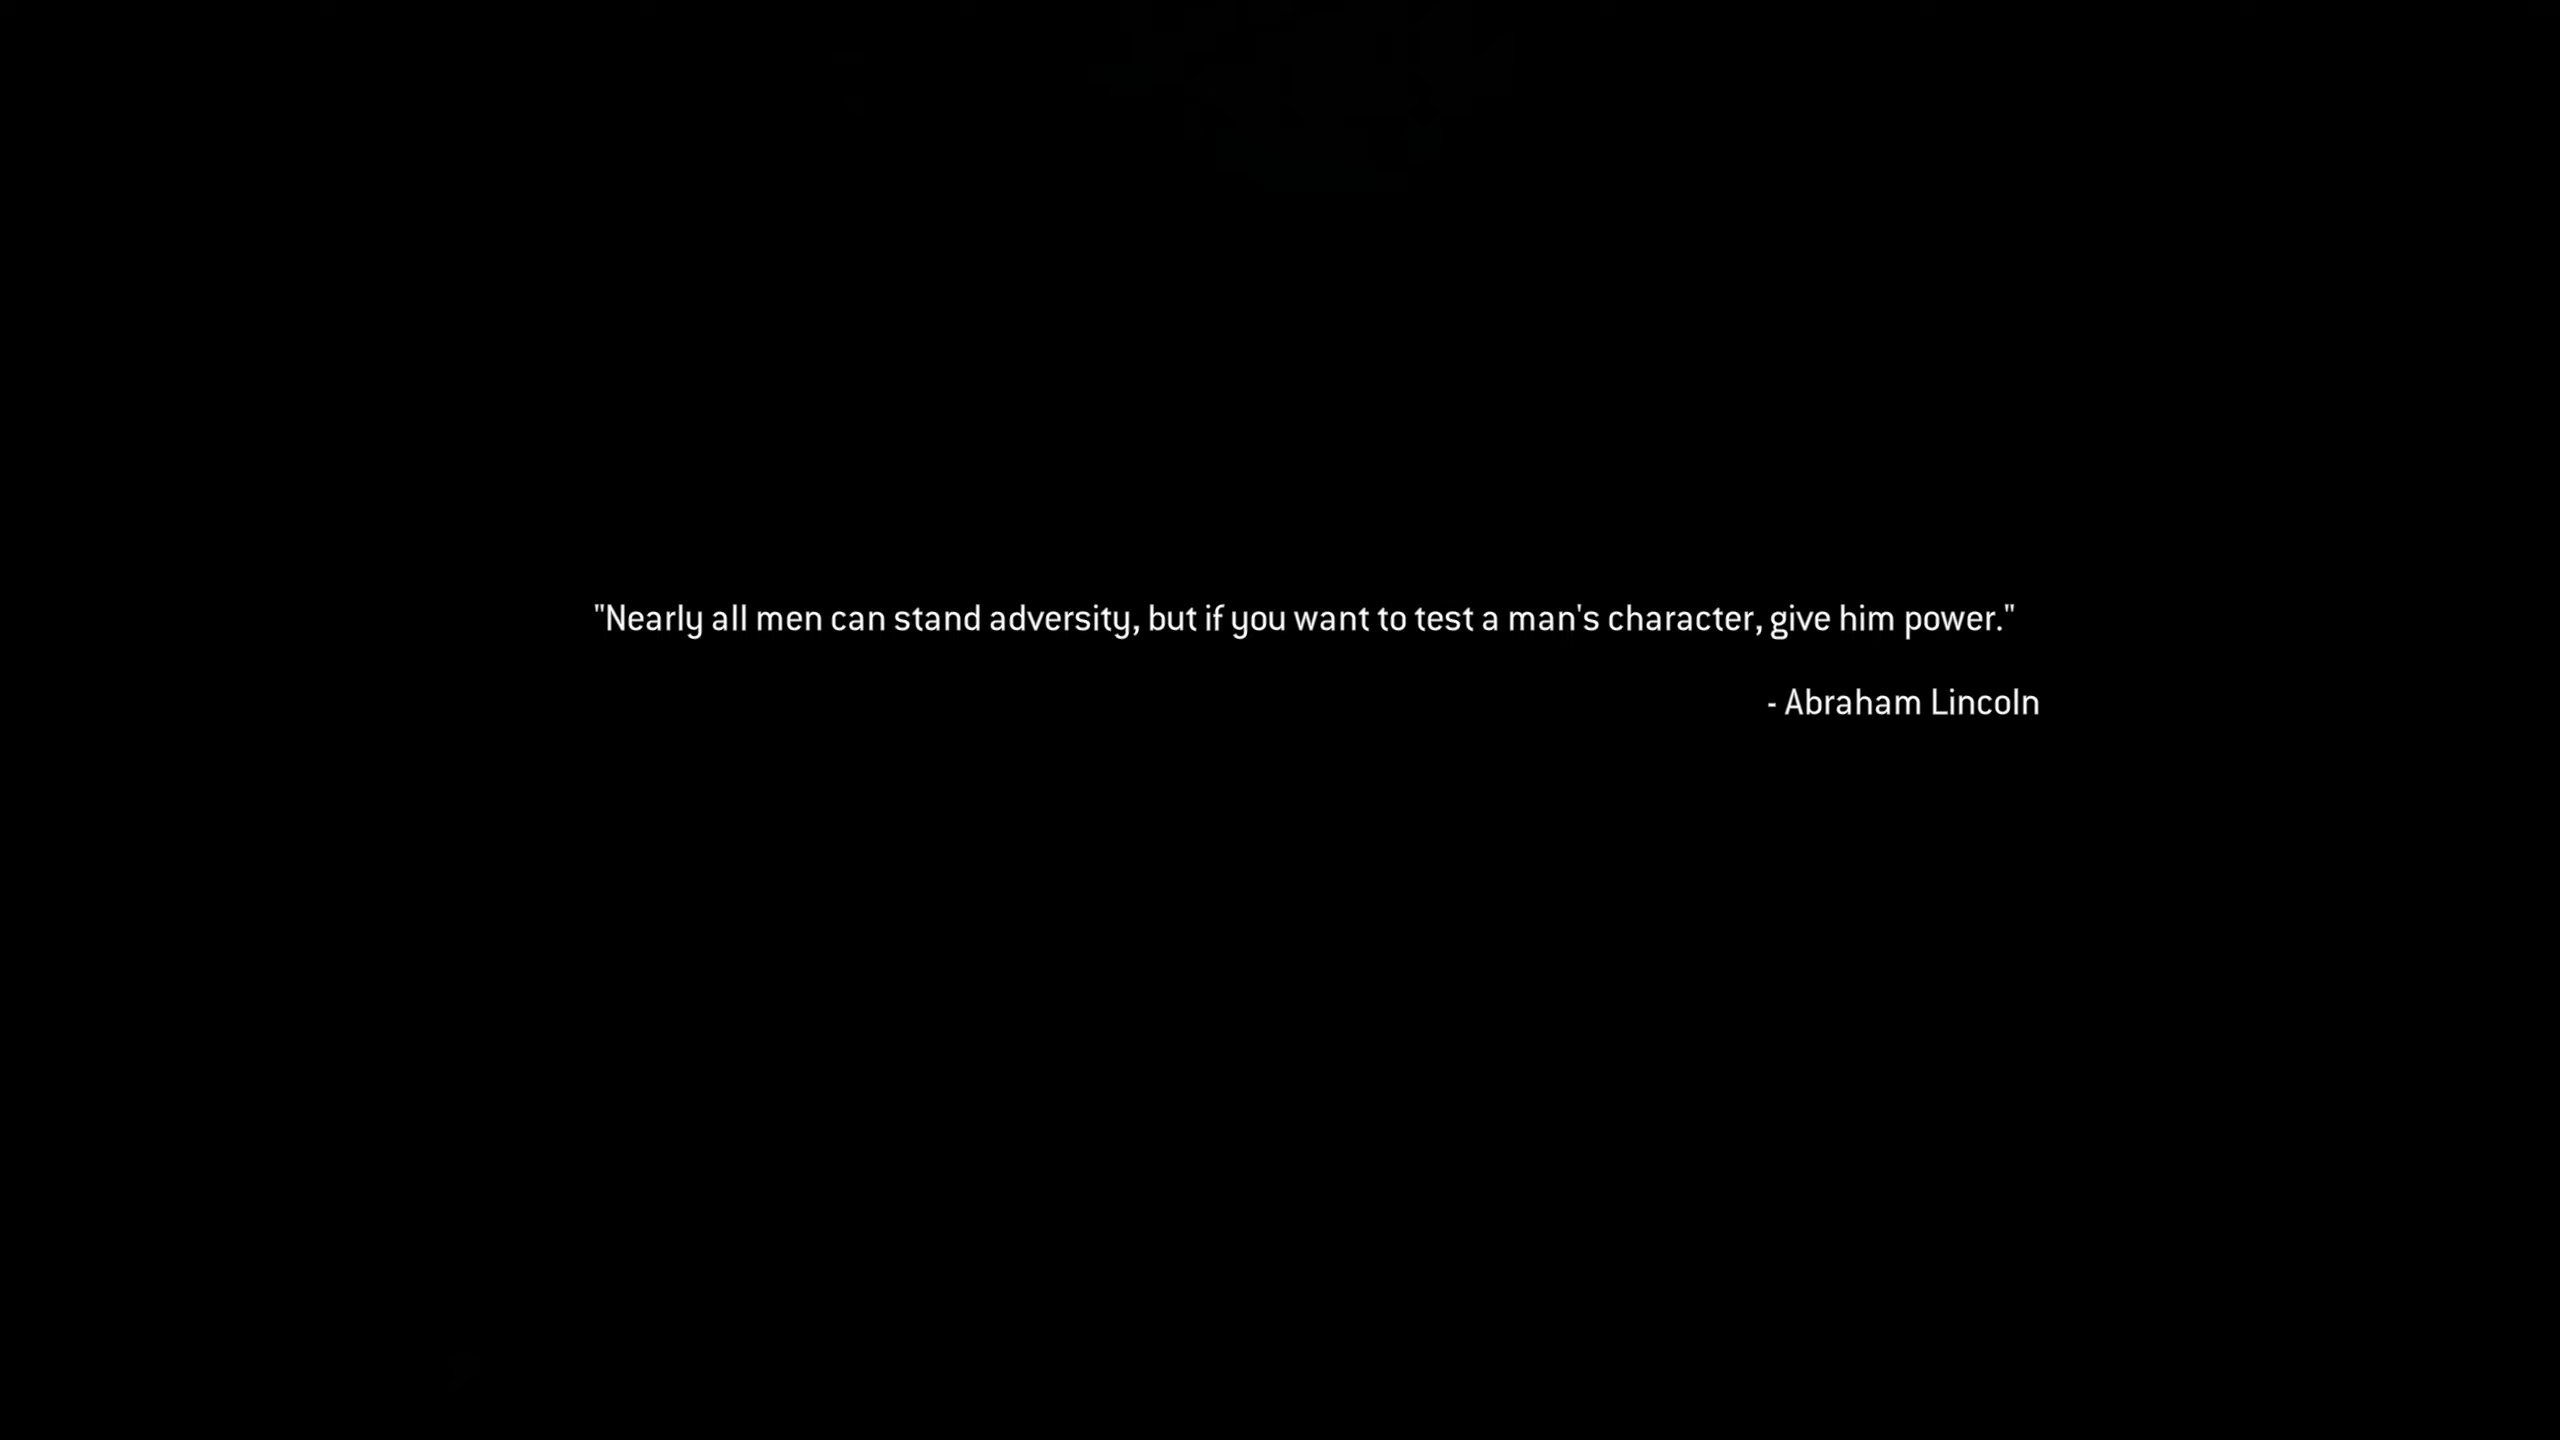 "Nearly all men can stand adversity, but if you want to test a man's character, give him power."
- Abraham Lincoln